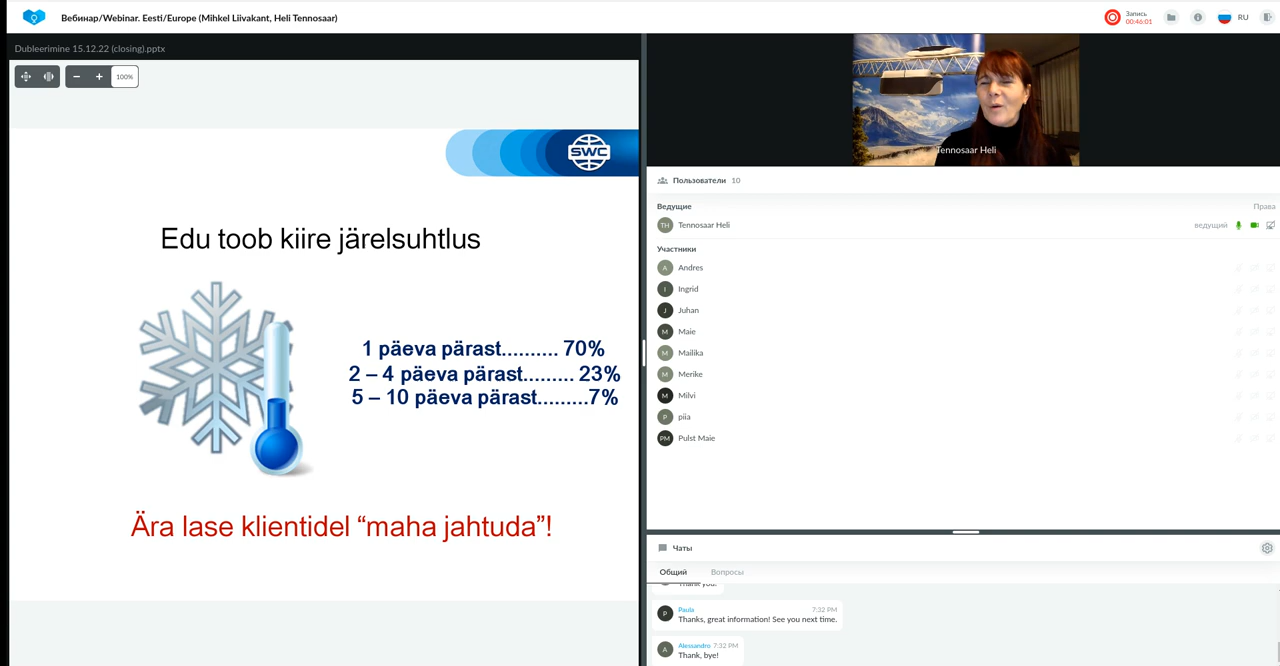 Вебинар/Webinar. Eesti/Europe (Mihkel Liivakant, Heli Tennosaar)
Запись
00:46:01
RU
Dubleerimine 15.12.22 (closing).pptx
100%
SWC
Edu toob kiire järelsuhtlus
1 päeva pärast.......... 70%
2 – 4 päeva pärast......... 23%
5 – 10 päeva pärast.........7%
Ära lase klientidel “maha jahtuda”!
Tennosaar Heli
Пользователи 10
Ведущие
Права
TH Tennosaar Heli
ведущий
Участники
A Andres
I Ingrid
J Juhan
M Maie
M Mailika
M Merike
M Milvi
P piia
PM Pulst Maie
Чаты
Общий Вопросы
Thank you.
P Paula 7:32 PM
Thanks, great information! See you next time.
A Alessandro 7:32 PM
Thank, bye!